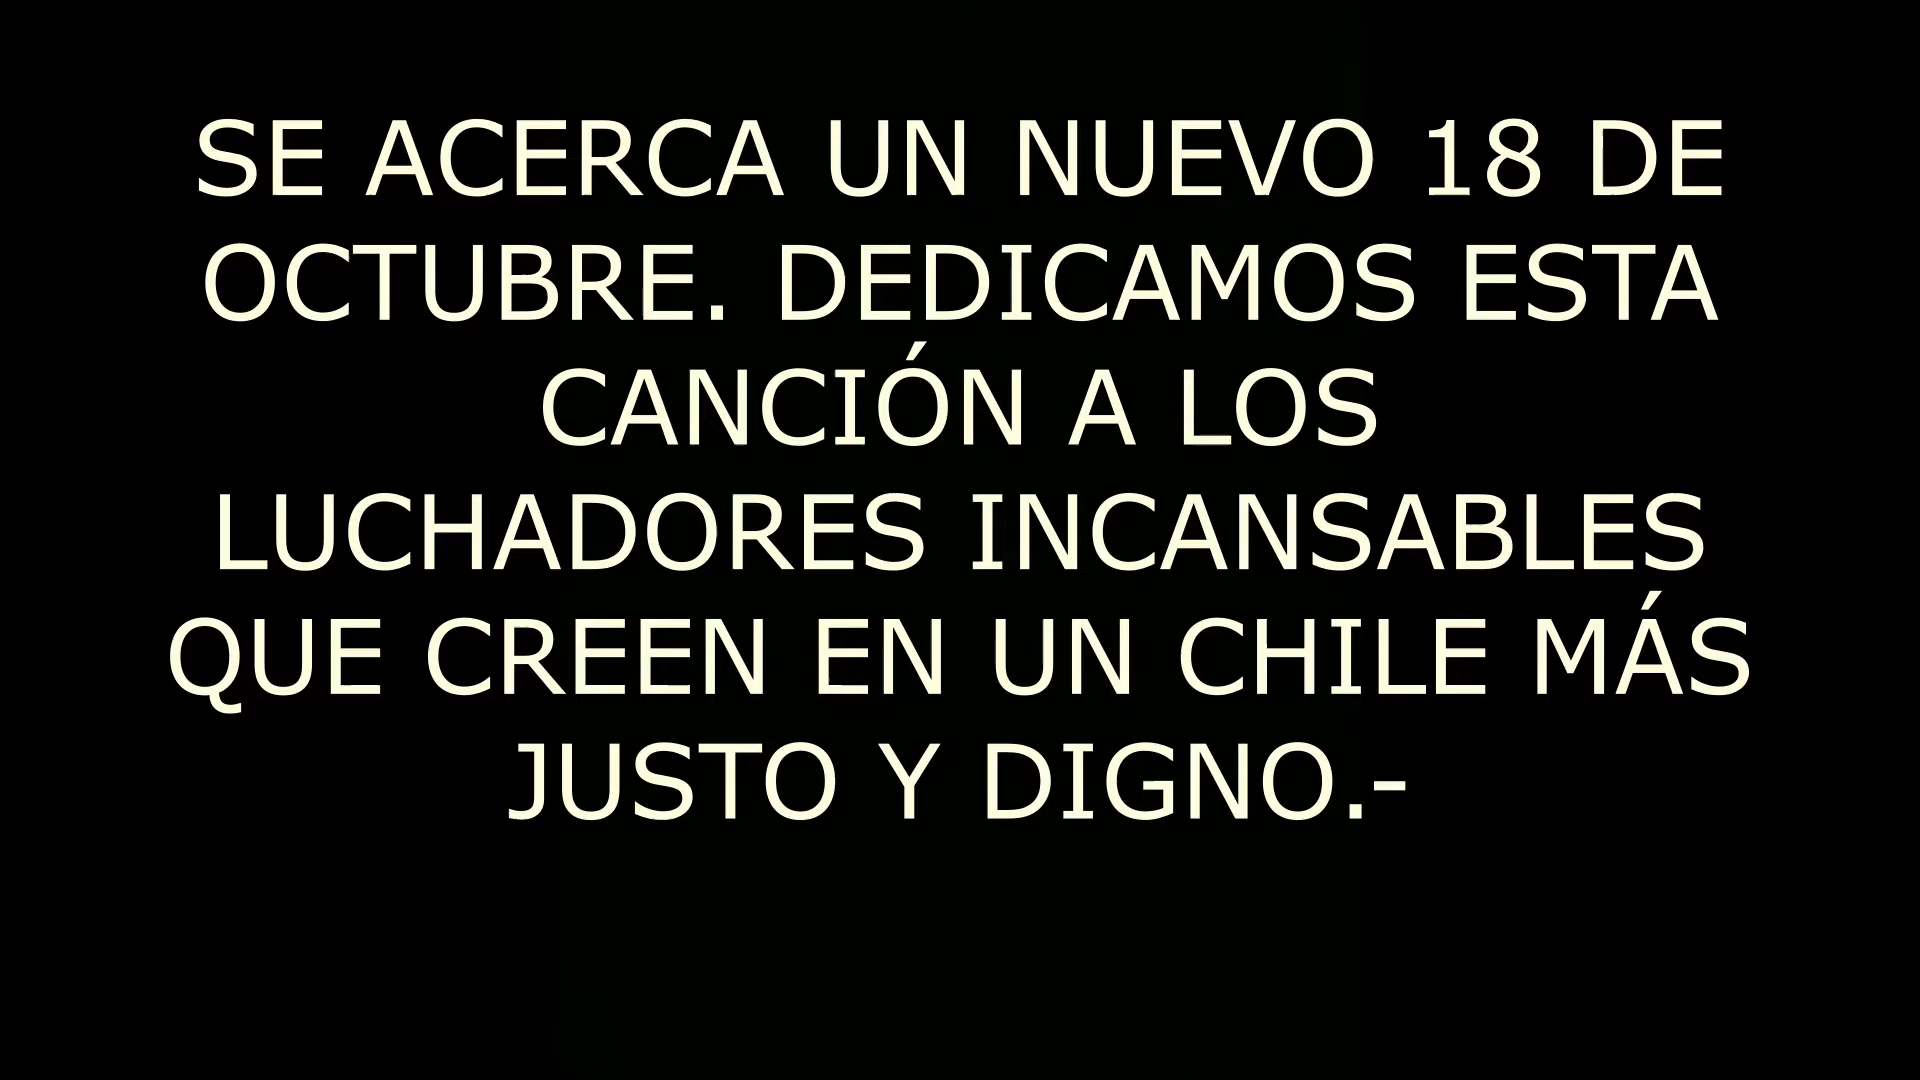 SE ACERCA UN NUEVO 18 DE
OCTUBRE. DEDICAMOS ESTA
CANCIÓN A LOS
LUCHADORES INCANSABLES
QUE CREEN EN UN CHILE MÁS
JUSTO Y DIGNO.-